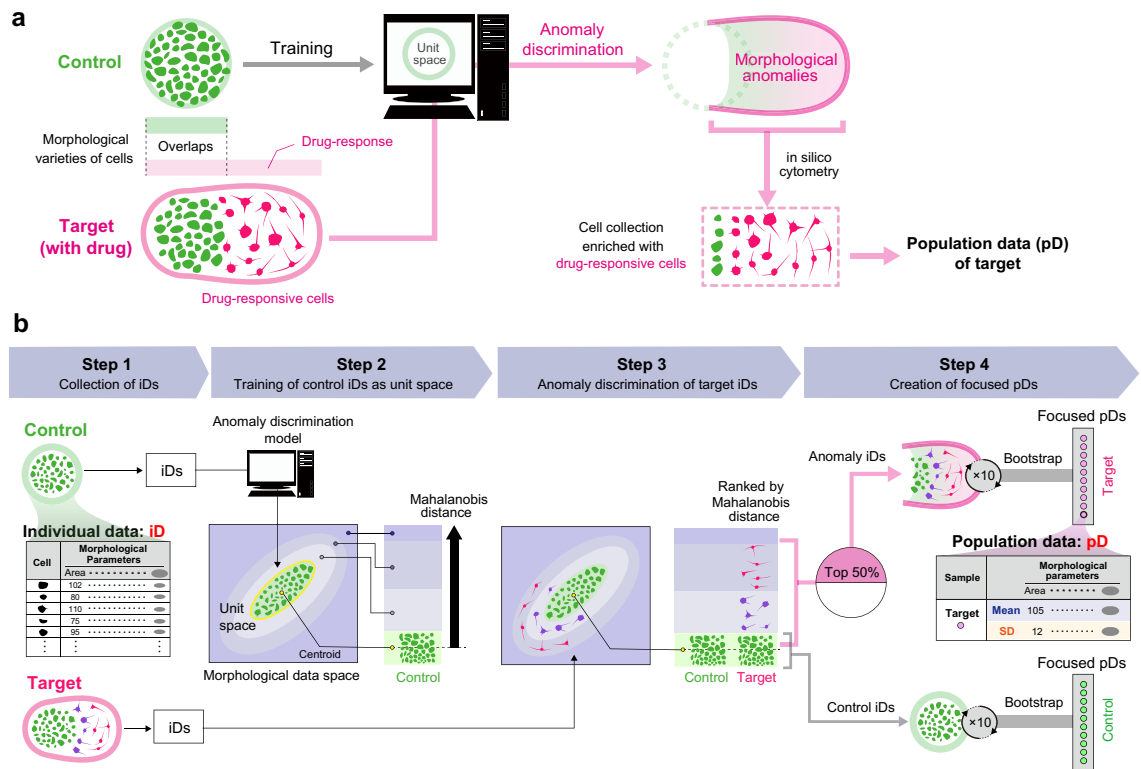 a
Control
Training
Unit
space
Anomaly
discrimination
Morphological
anomalies
Morphological
varieties of cells
Overlaps
Drug-response
in silico
cytometry
Target
(with drug)
Drug-responsive cells
Cell collection
enriched with
drug-responsive cells
Population data (pD)
of target
b
Step 1
Collection of iDs
Step 2
Training of control iDs as unit space
Step 3
Anomaly discrimination of target iDs
Step 4
Creation of focused pDs
Control
iDs
Anomaly discrimination
model
Individual data: iD
Cell
Morphological
Parameters
Area
102
80
110
75
95
Target
iDs
Unit
space
Centroid
Morphological data space
Mahalanobis
distance
Control
Ranked by
Mahalanobis
distance
Control
Target
Anomaly iDs
Top 50%
Control iDs
×10
Bootstrap
Focused pDs
Target
Population data: pD
Sample
Morphological
parameters
Area
Target
Mean 105
SD 12
Focused pDs
×10
Bootstrap
Control